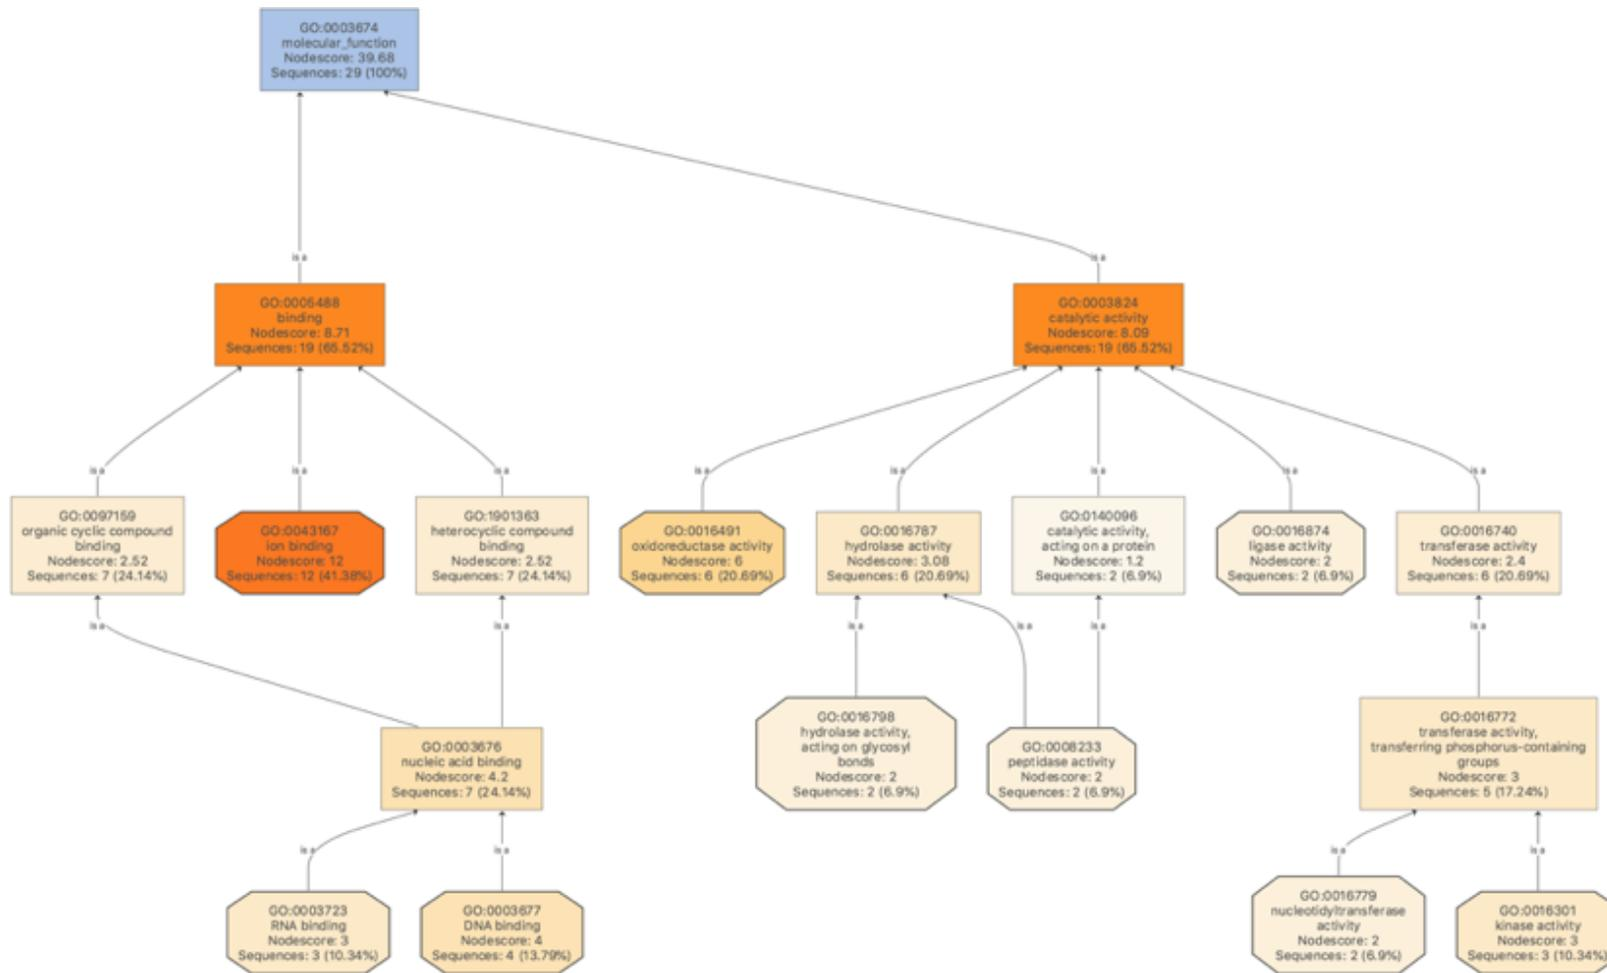 GO:0003674
molecular_function
Nodescore: 39.68
Sequences: 29 (100%)
is a
is a
GO:0005488
binding
Nodescore: 8.71
Sequences: 19 (65.52%)
GO:0003824
catalytic activity
Nodescore: 8.09
Sequences: 19 (65.52%)
is a
is a
is a
is a
is a
is a
is a
is a
GO:0097159
organic cyclic compound
binding
Nodescore: 2.52
Sequences: 7 (24.14%)
GO:0043167
ion binding
Nodescore: 12
Sequences: 12 (41.38%)
GO:1901363
heterocyclic compound
binding
Nodescore: 2.52
Sequences: 7 (24.14%)
GO:0016491
oxidoreductase activity
Nodescore: 6
Sequences: 6 (20.69%)
GO:0016787
hydrolase activity
Nodescore: 3.08
Sequences: 6 (20.69%)
GO:0140096
catalytic activity,
acting on a protein
Nodescore: 1.2
Sequences: 2 (6.9%)
GO:0016874
ligase activity
Nodescore: 2
Sequences: 2 (6.9%)
GO:0016740
transferase activity
Nodescore: 2.4
Sequences: 6 (20.69%)
is a
is a
is a
is a
is a
is a
GO:0003676
nucleic acid binding
Nodescore: 4.2
Sequences: 7 (24.14%)
GO:0016798
hydrolase activity,
acting on glycosyl
bonds
Nodescore: 2
Sequences: 2 (6.9%)
GO:0008233
peptidase activity
Nodescore: 2
Sequences: 2 (6.9%)
GO:0016772
transferase activity,
transferring phosphorus-containing
groups
Nodescore: 3
Sequences: 5 (17.24%)
is a
is a
is a
is a
GO:0003723
RNA binding
Nodescore: 3
Sequences: 3 (10.34%)
GO:0003677
DNA binding
Nodescore: 4
Sequences: 4 (13.79%)
GO:0016779
nucleotidyltransferase
activity
Nodescore: 2
Sequences: 2 (6.9%)
GO:0016301
kinase activity
Nodescore: 3
Sequences: 3 (10.34%)